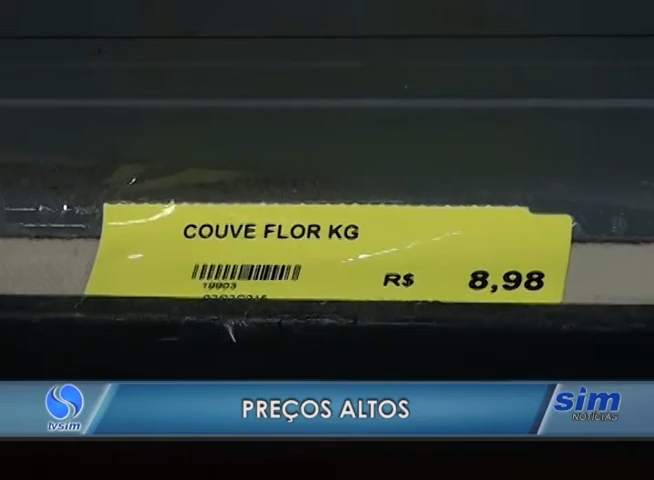 COUVE FLOR KG
19903
R$ 8,98
PREÇOS ALTOS
tvsim
sim
NOTÍCIAS